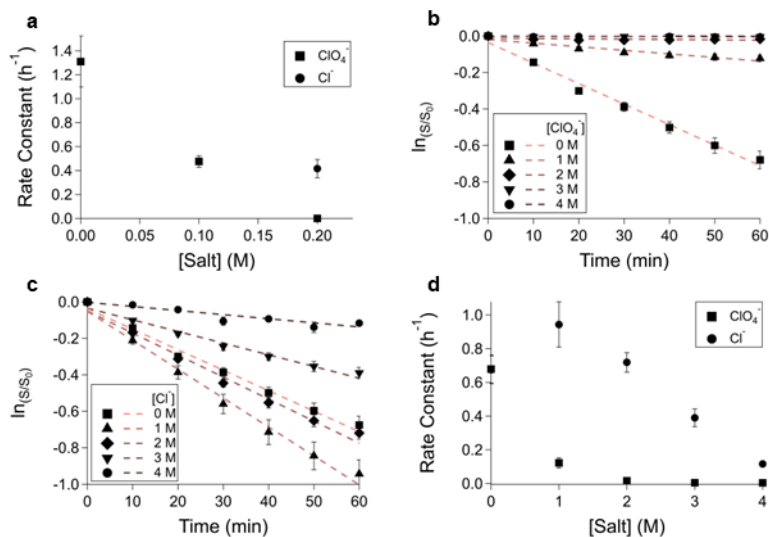 a
Rate Constant (h⁻¹)
1.4
1.2
1.0
0.8
0.6
0.4
0.2
0.0
ClO₄⁻
Cl⁻
0.00 0.05 0.10 0.15 0.20
[Salt] (M)
b
ln(S/S₀)
0.0
-0.2
-0.4
-0.6
-0.8
-1.0
[ClO₄⁻]
0 M
1 M
2 M
3 M
4 M
0 10 20 30 40 50 60
Time (min)
c
ln(S/S₀)
0.0
-0.2
-0.4
-0.6
-0.8
-1.0
[Cl⁻]
0 M
1 M
2 M
3 M
4 M
0 10 20 30 40 50 60
Time (min)
d
Rate Constant (h⁻¹)
1.0
0.8
0.6
0.4
0.2
0.0
ClO₄⁻
Cl⁻
0 1 2 3 4
[Salt] (M)